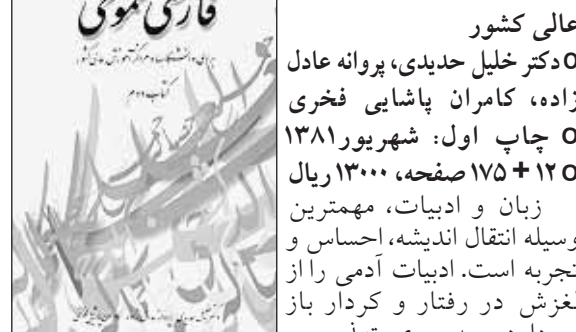 عالی کشور
o دکتر خلیل حدیدی، پروانه عادل
زاده، کامران پاشایی فخری
o چاپ اول: شهریور ۱۳۸۱
o ۱۲ + ۱۷۵ صفحه، ۱۳۰۰۰ ریال
زبان و ادبیات، مهمترین
وسیله انتقال اندیشه، احساس و
تجربه است. ادبیات آدمی را از
لغزش در رفتار و کردار باز
فارسی عمومی
کتاب دوم